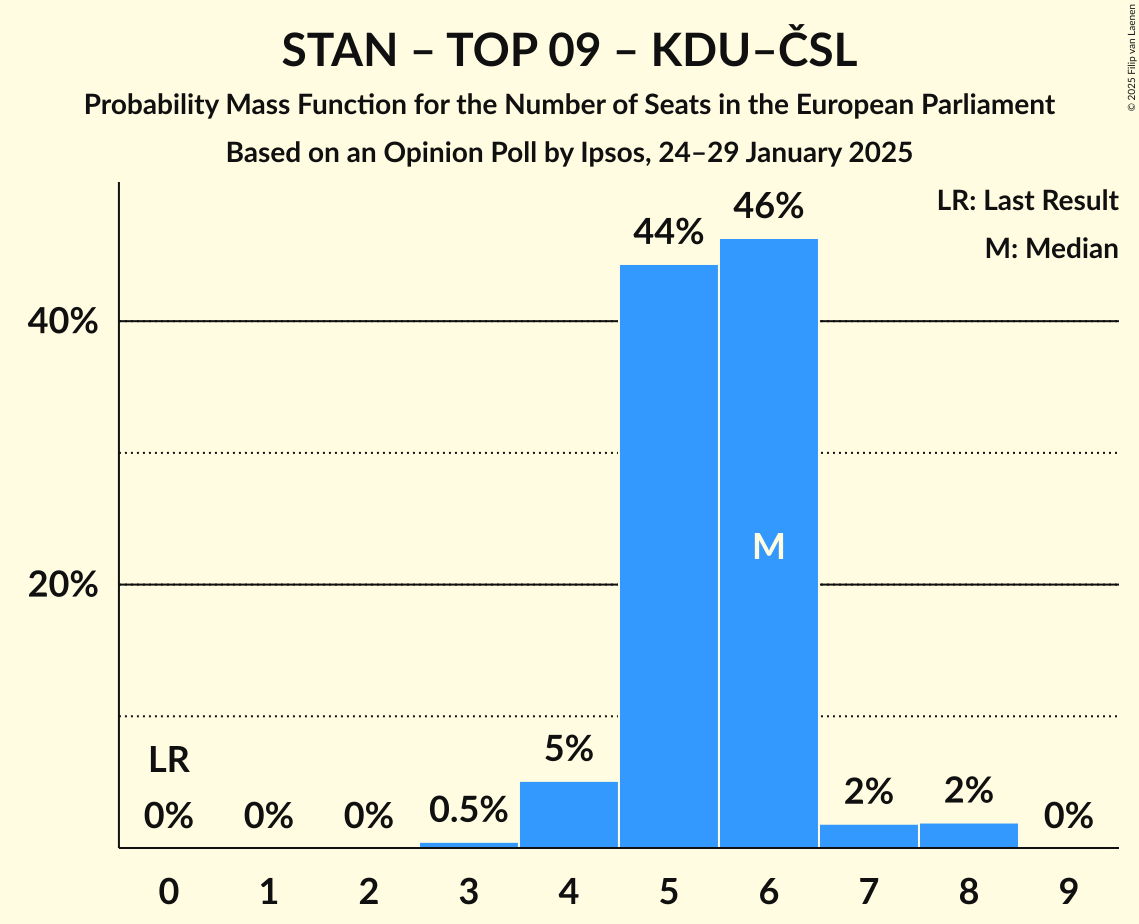 STAN – TOP 09 – KDU–ČSL
Probability Mass Function for the Number of Seats in the European Parliament
Based on an Opinion Poll by Ipsos, 24–29 January 2025
© 2025 Filip van Laenen
LR: Last Result
M: Median
46%
44%
40%
M
20%
5%
LR
0%
0%
0%
0.5%
2%
2%
0%
0 1 2 3 4 5 6 7 8 9